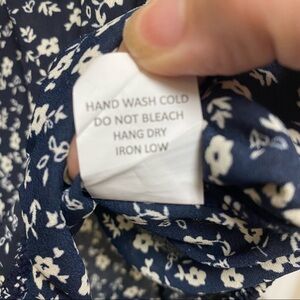 HAND WASH COLD
DO NOT BLEACH
HANG DRY
IRON LOW